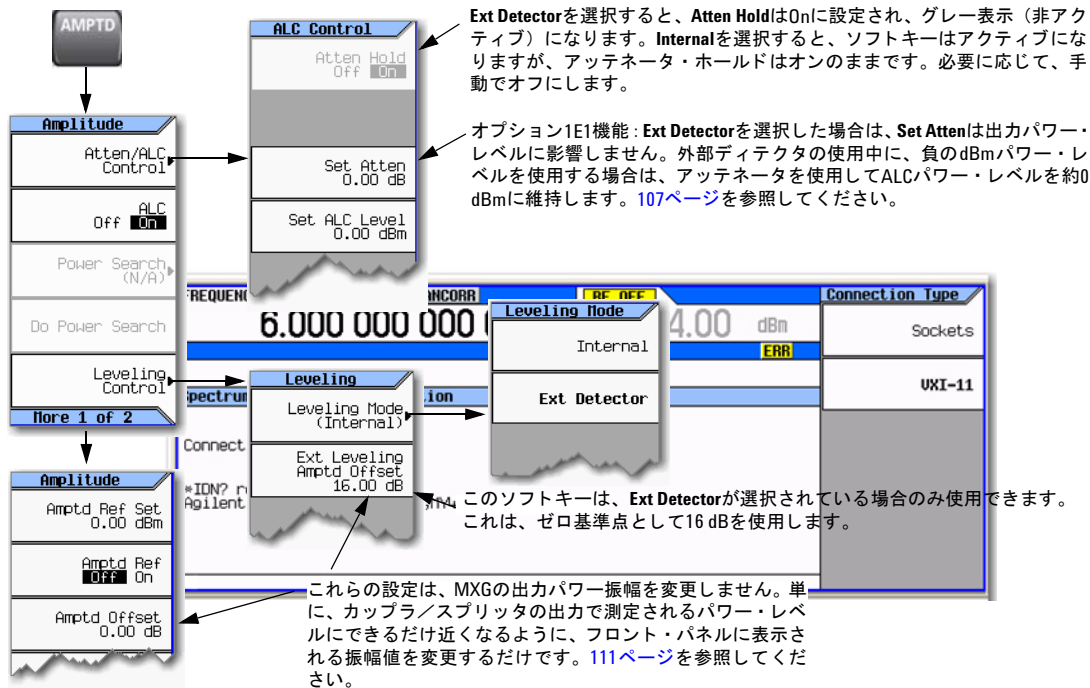 AMPTD
ALC Control
Atten Hold
Off On
Set Atten
0.00 dB
Set ALC Level
0.00 dBm
Ext Detectorを選択すると、Atten HoldはOnに設定され、グレー表示（非アク
ティブ）になります。Internalを選択すると、ソフトキーはアクティブにな
りますが、アッテネータ・ホールドはオンのままです。必要に応じて、手
動でオフにします。
オプション1E1機能 : Ext Detectorを選択した場合は、Set Attenは出力パワー・
レベルに影響しません。外部ディテクタの使用中に、負のdBmパワー・レ
ベルを使用する場合は、アッテネータを使用してALCパワー・レベルを約0
dBmに維持します。107ページを参照してください。
Amplitude
Atten/ALC
Control
ALC
Off On
Power Search
(N/A)
Do Power Search
Leveling
Control
More 1 of 2
6.000 000 000
4.00 dBm
RF OFF
ERR
Connection Type
Sockets
VXI-11
Leveling Mode
Internal
Ext Detector
Leveling
Leveling Mode
(Internal)
Ext Leveling
Amptd Offset
16.00 dB
Connect
*IDN? r
Agilent
このソフトキーは、Ext Detectorが選択されている場合のみ使用できます。
これは、ゼロ基準点として16 dBを使用します。
Amplitude
Amptd Ref Set
0.00 dBm
Amptd Ref
Off On
Amptd Offset
0.00 dB
これらの設定は、MXGの出力パワー振幅を変更しません。単
に、カップラ／スプリッタの出力で測定されるパワー・レベ
ルにできるだけ近くなるように、フロント・パネルに表示さ
れる振幅値を変更するだけです。111ページを参照してくだ
さい。